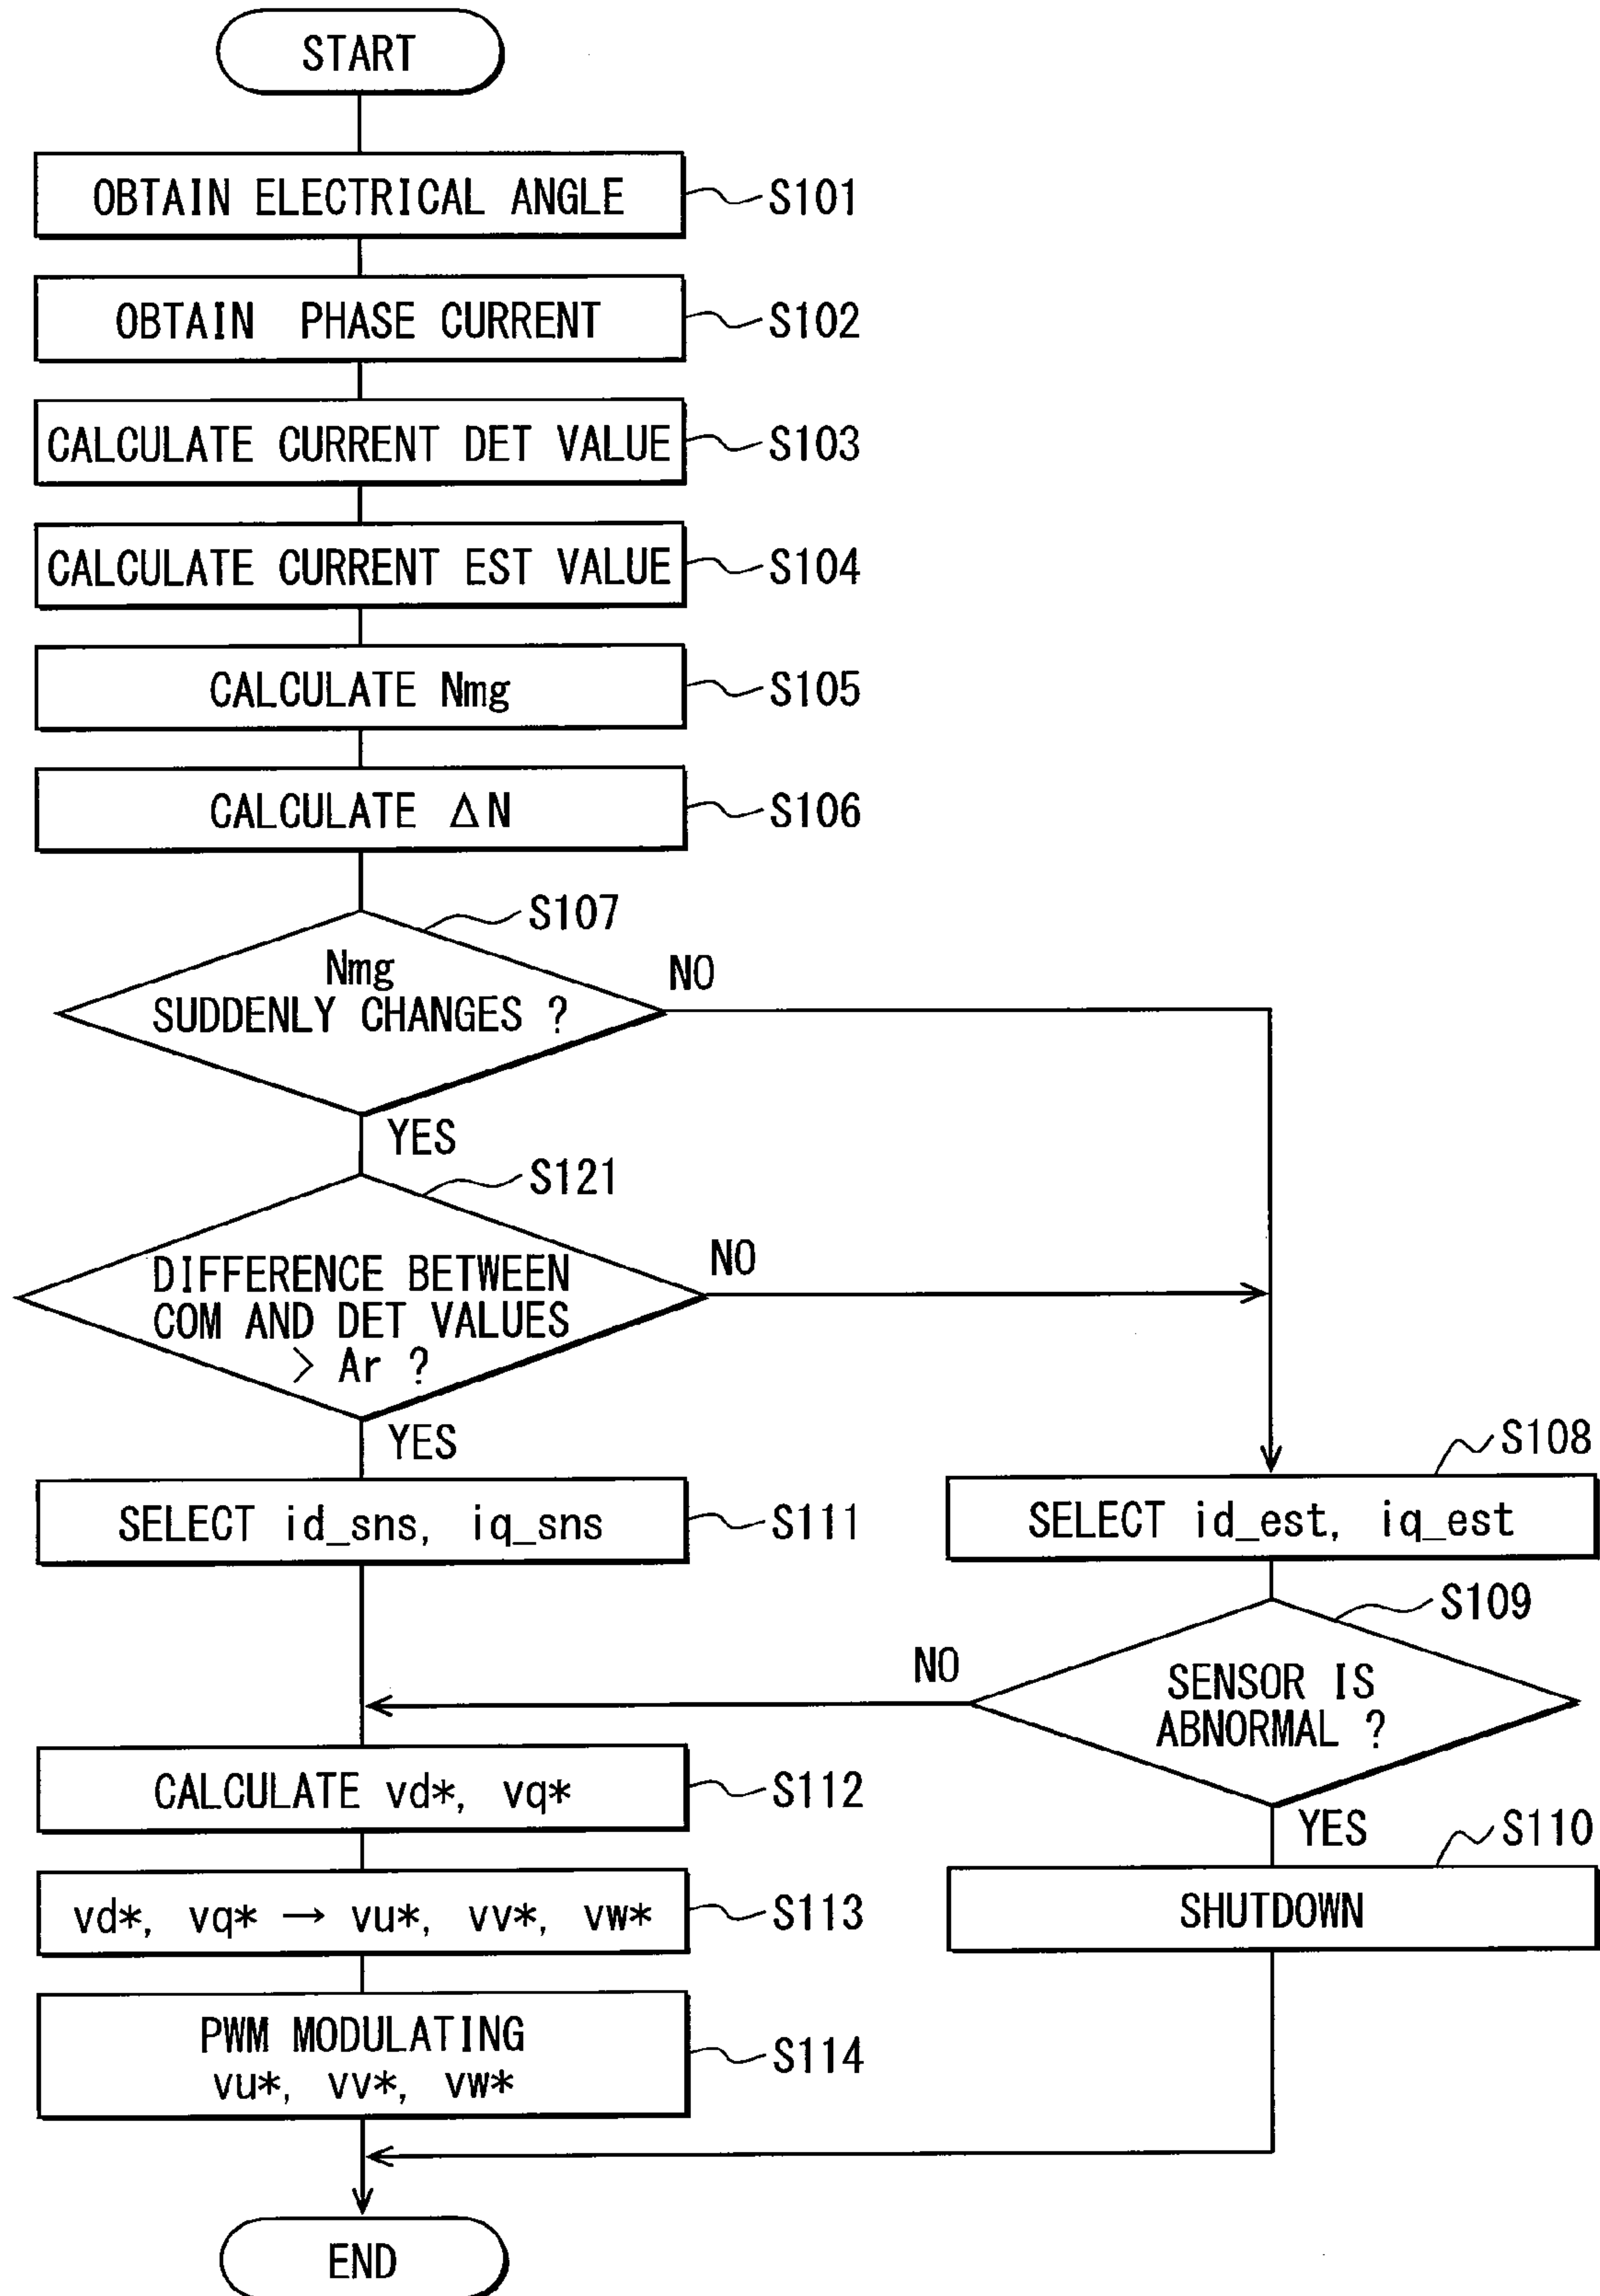 START
OBTAIN ELECTRICAL ANGLE
S101
OBTAIN PHASE CURRENT
S102
CALCULATE CURRENT DET VALUE
S103
CALCULATE CURRENT EST VALUE
S104
CALCULATE Nmg
S105
CALCULATE ΔN
S106
S107
Nmg
SUDDENLY CHANGES ?
NO
YES
S121
DIFFERENCE BETWEEN
COM AND DET VALUES
> Ar ?
NO
YES
SELECT id_sns, iq_sns
S111
S108
SELECT id_est, iq_est
S109
SENSOR IS
ABNORMAL ?
NO
YES
CALCULATE vd*, vq*
S112
S110
SHUTDOWN
vd*, vq* → vu*, vv*, vw*
S113
PWM MODULATING
vu*, vv*, vw*
S114
END